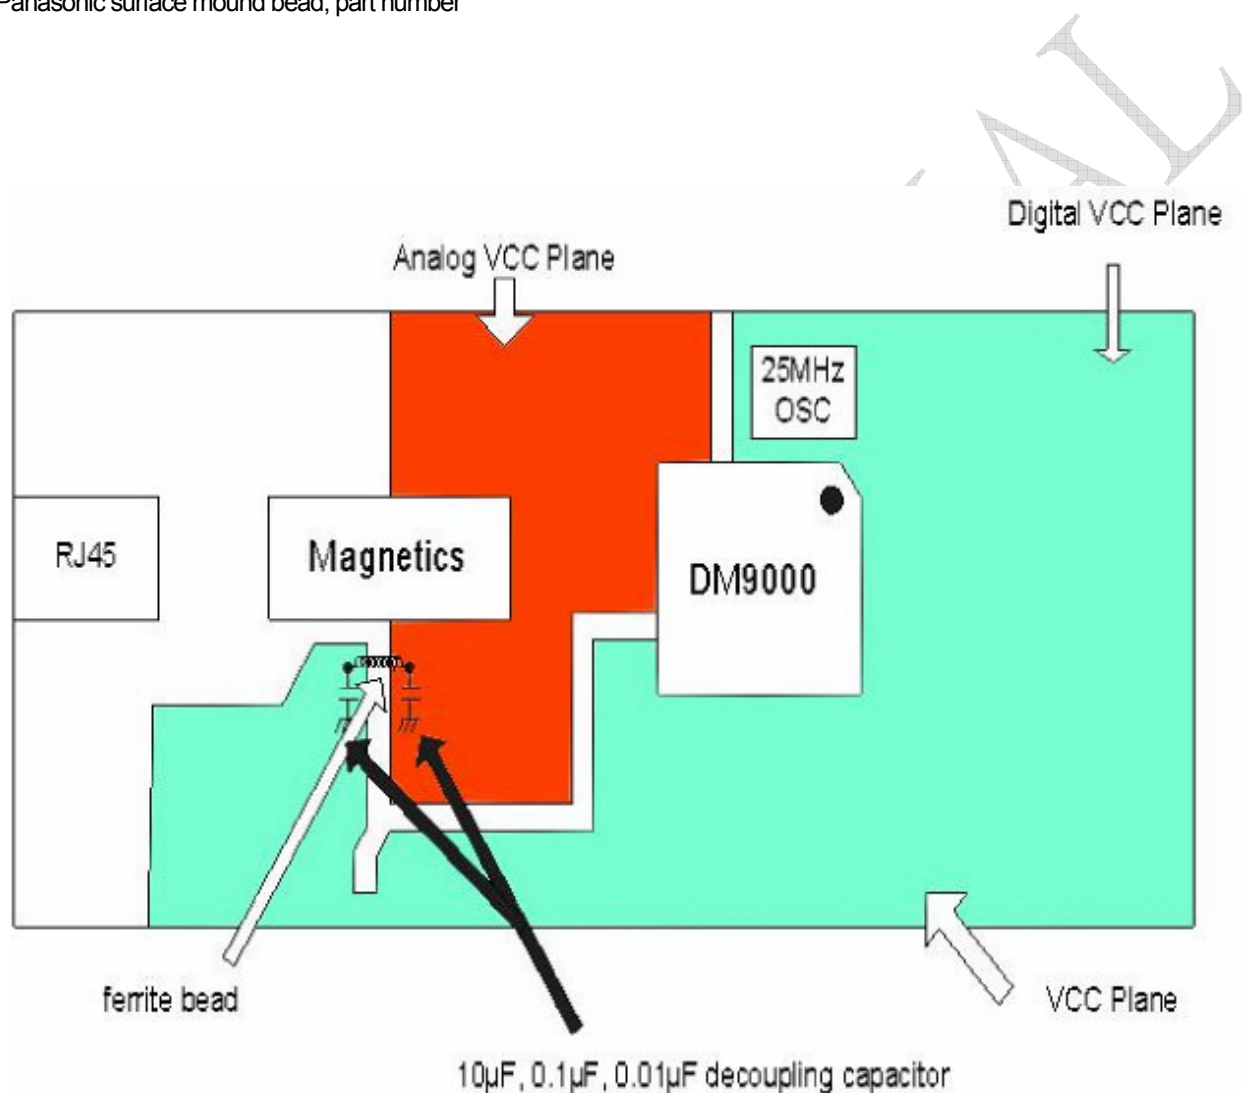 Panasonic surface mound bead, part number
Digital VCC Plane
Analog VCC Plane
25MHz
OSC
RJ45
Magnetics
DM9000
ferrite bead
VCC Plane
10µF, 0.1µF, 0.01µF decoupling capacitor